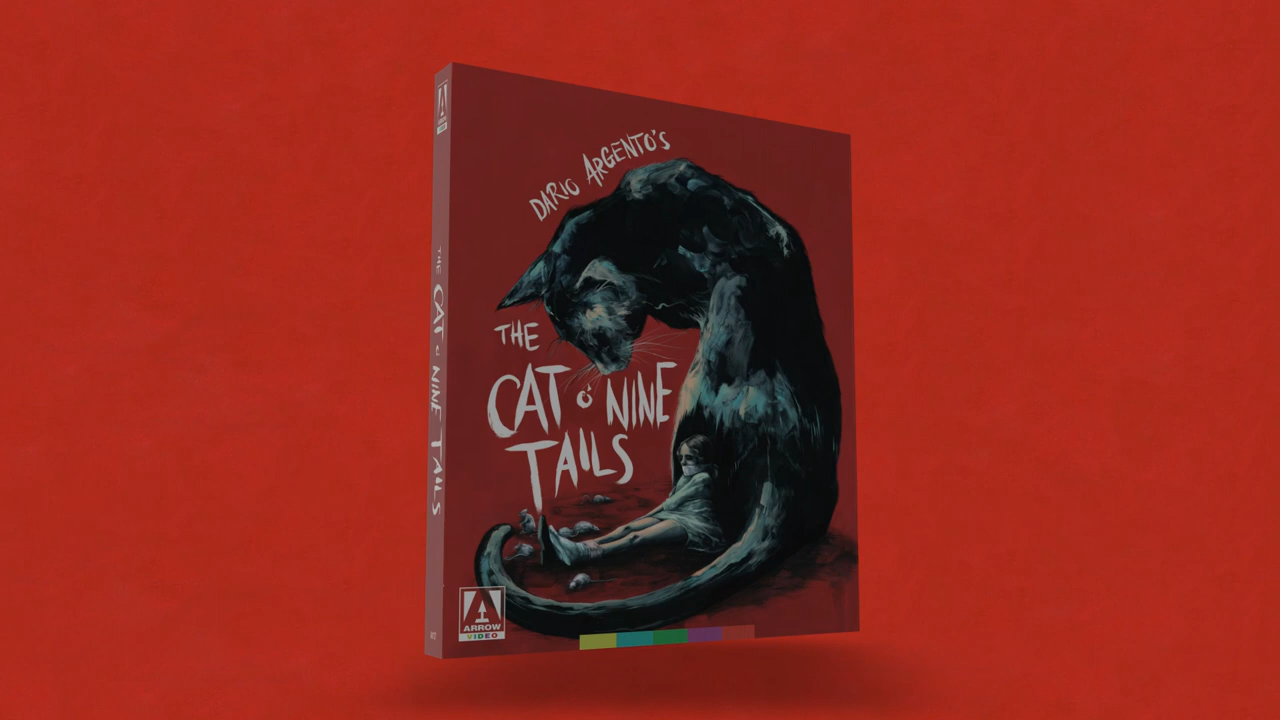 DARIO ARGENTO'S
THE
CAT O' NINE
TAILS
ARROW
VIDEO
THE CAT O' NINE TAILS